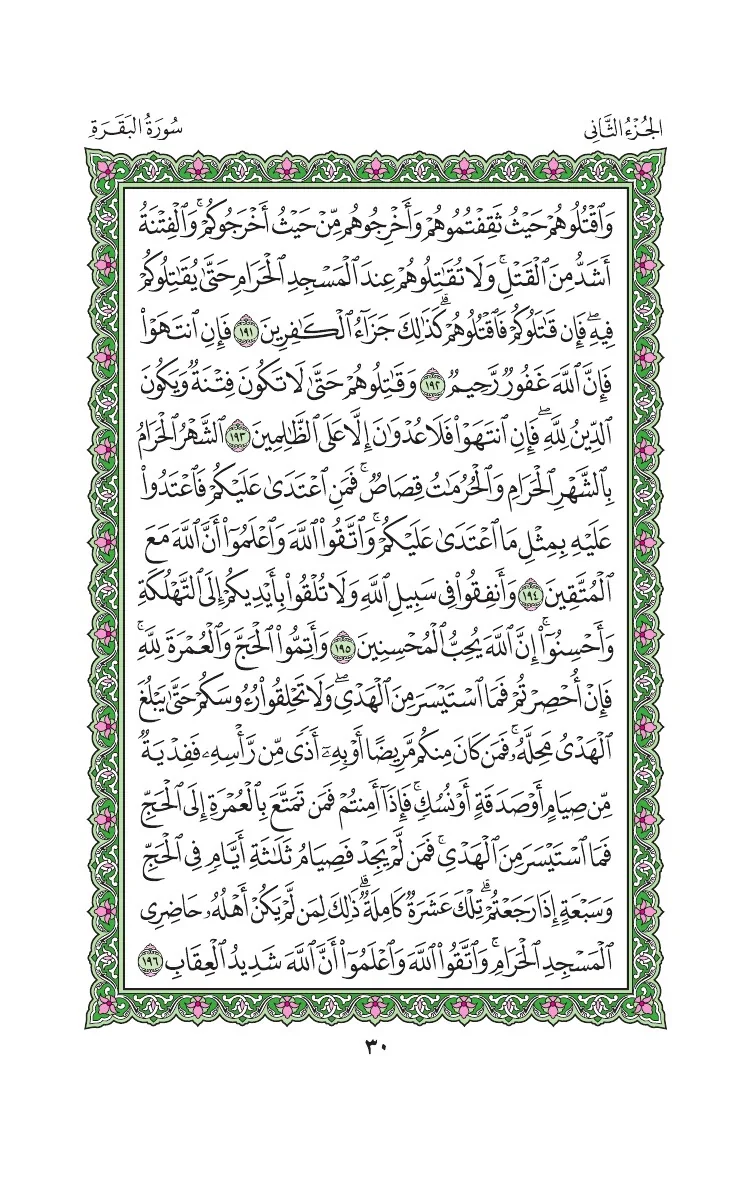 الجُزْءُ الثَّانِي
سُورَةُ البَقَرَةِ
وَٱقۡتُلُوهُمۡ حَيۡثُ ثَقِفۡتُمُوهُمۡ وَأَخۡرِجُوهُم مِّنۡ حَيۡثُ أَخۡرَجُوكُمۡۚ وَٱلۡفِتۡنَةُ
أَشَدُّ مِنَ ٱلۡقَتۡلِۚ وَلَا تُقَٰتِلُوهُمۡ عِندَ ٱلۡمَسۡجِدِ ٱلۡحَرَامِ حَتَّىٰ يُقَٰتِلُوكُمۡ
فِيهِۖ فَإِن قَٰتَلُوكُمۡ فَٱقۡتُلُوهُمۡۗ كَذَٰلِكَ جَزَآءُ ٱلۡكَٰفِرِينَ ١٩١ فَإِنِ ٱنتَهَوۡاْ
فَإِنَّ ٱللَّهَ غَفُورٞ رَّحِيمٞ ١٩٢ وَقَٰتِلُوهُمۡ حَتَّىٰ لَا تَكُونَ فِتۡنَةٞ وَيَكُونَ
ٱلدِّينُ لِلَّهِۖ فَإِنِ ٱنتَهَوۡاْ فَلَا عُدۡوَٰنَ إِلَّا عَلَى ٱلظَّٰلِمِينَ ١٩٣ ٱلشَّهۡرُ ٱلۡحَرَامُ
بِٱلشَّهۡرِ ٱلۡحَرَامِ وَٱلۡحُرُمَٰتُ قِصَاصٞۚ فَمَنِ ٱعۡتَدَىٰ عَلَيۡكُمۡ فَٱعۡتَدُواْ
عَلَيۡهِ بِمِثۡلِ مَا ٱعۡتَدَىٰ عَلَيۡكُمۡۚ وَٱتَّقُواْ ٱللَّهَ وَٱعۡلَمُوٓاْ أَنَّ ٱللَّهَ مَعَ
ٱلۡمُتَّقِينَ ١٩٤ وَأَنفِقُواْ فِي سَبِيلِ ٱللَّهِ وَلَا تُلۡقُواْ بِأَيۡدِيكُمۡ إِلَى ٱلتَّهۡلُكَةِ
وَأَحۡسِنُوٓاْۚ إِنَّ ٱللَّهَ يُحِبُّ ٱلۡمُحۡسِنِينَ ١٩٥ وَأَتِمُّواْ ٱلۡحَجَّ وَٱلۡعُمۡرَةَ لِلَّهِۚ
فَإِنۡ أُحۡصِرۡتُمۡ فَمَا ٱسۡتَيۡسَرَ مِنَ ٱلۡهَدۡيِۖ وَلَا تَحۡلِقُواْ رُءُوسَكُمۡ حَتَّىٰ يَبۡلُغَ
ٱلۡهَدۡيُ مَحِلَّهُۥۚ فَمَن كَانَ مِنكُم مَّرِيضًا أَوۡ بِهِۦٓ أَذٗى مِّن رَّأۡسِهِۦ فَفِدۡيَةٞ
مِّن صِيَامٍ أَوۡ صَدَقَةٍ أَوۡ نُسُكٖۚ فَإِذَآ أَمِنتُمۡ فَمَن تَمَتَّعَ بِٱلۡعُمۡرَةِ إِلَى ٱلۡحَجِّ
فَمَا ٱسۡتَيۡسَرَ مِنَ ٱلۡهَدۡيِۚ فَمَن لَّمۡ يَجِدۡ فَصِيَامُ ثَلَٰثَةِ أَيَّامٖ فِي ٱلۡحَجِّ
وَسَبۡعَةٍ إِذَا رَجَعۡتُمۡۗ تِلۡكَ عَشَرَةٞ كَامِلَةٞۗ ذَٰلِكَ لِمَن لَّمۡ يَكُنۡ أَهۡلُهُۥ حَاضِرِي
ٱلۡمَسۡجِدِ ٱلۡحَرَامِۚ وَٱتَّقُواْ ٱللَّهَ وَٱعۡلَمُوٓاْ أَنَّ ٱللَّهَ شَدِيدُ ٱلۡعِقَابِ ١٩٦
٣٠